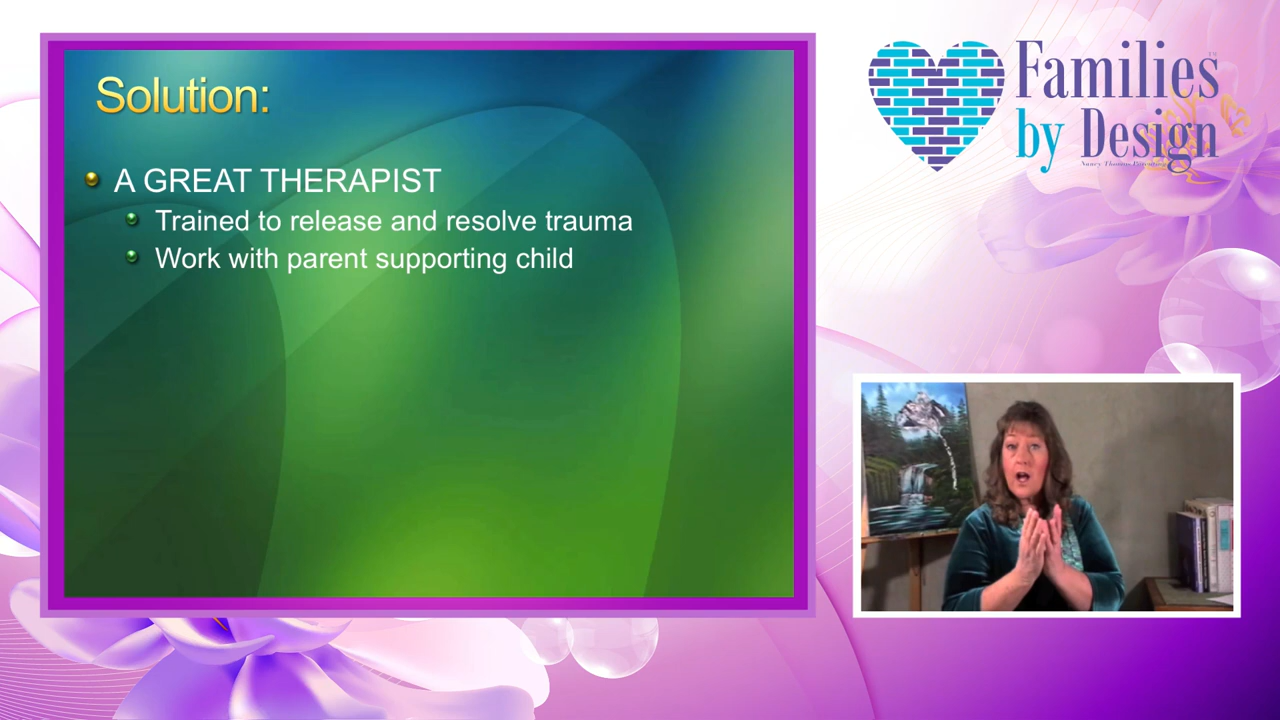 Solution:
A GREAT THERAPIST
Trained to release and resolve trauma
Work with parent supporting child
Families
by Design